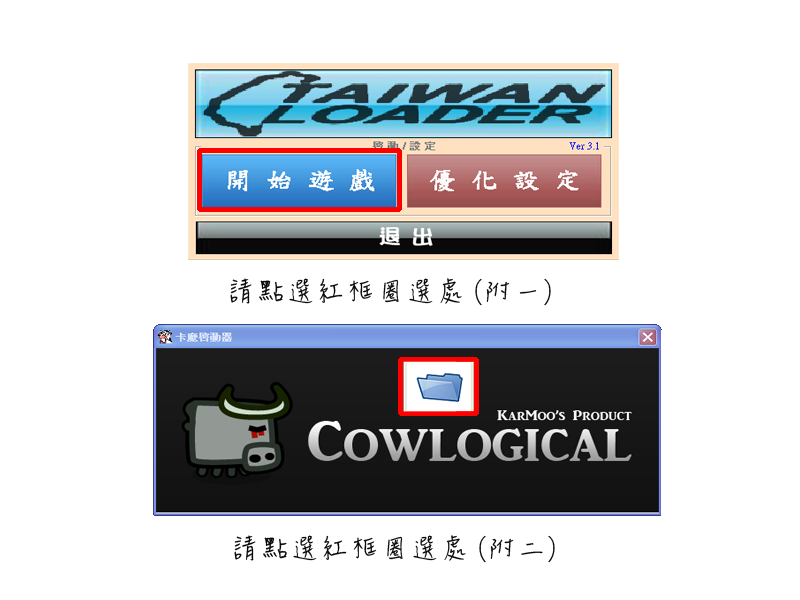 TAIWAN
LOADER
啟動/設定
Ver 3.1
開始遊戲
優化設定
退出
請點選紅框圈選處(附一)
卡麼啓動器
KarMoo's Product
Cowlogical
請點選紅框圈選處(附二)